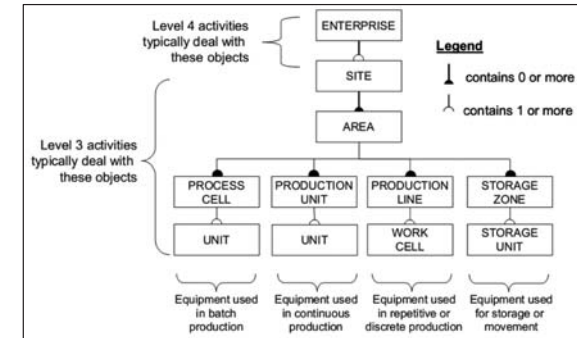 Level 4 activities
typically deal with
these objects
ENTERPRISE
SITE
Legend
contains 0 or more
contains 1 or more
Level 3 activities
typically deal with
these objects
AREA
PROCESS
CELL
PRODUCTION
UNIT
PRODUCTION
LINE
STORAGE
ZONE
UNIT
UNIT
WORK
CELL
STORAGE
UNIT
Equipment used
in batch
production
Equipment used
in continuous
production
Equipment used
in repetitive or
discrete production
Equipment used
for storage or
movement